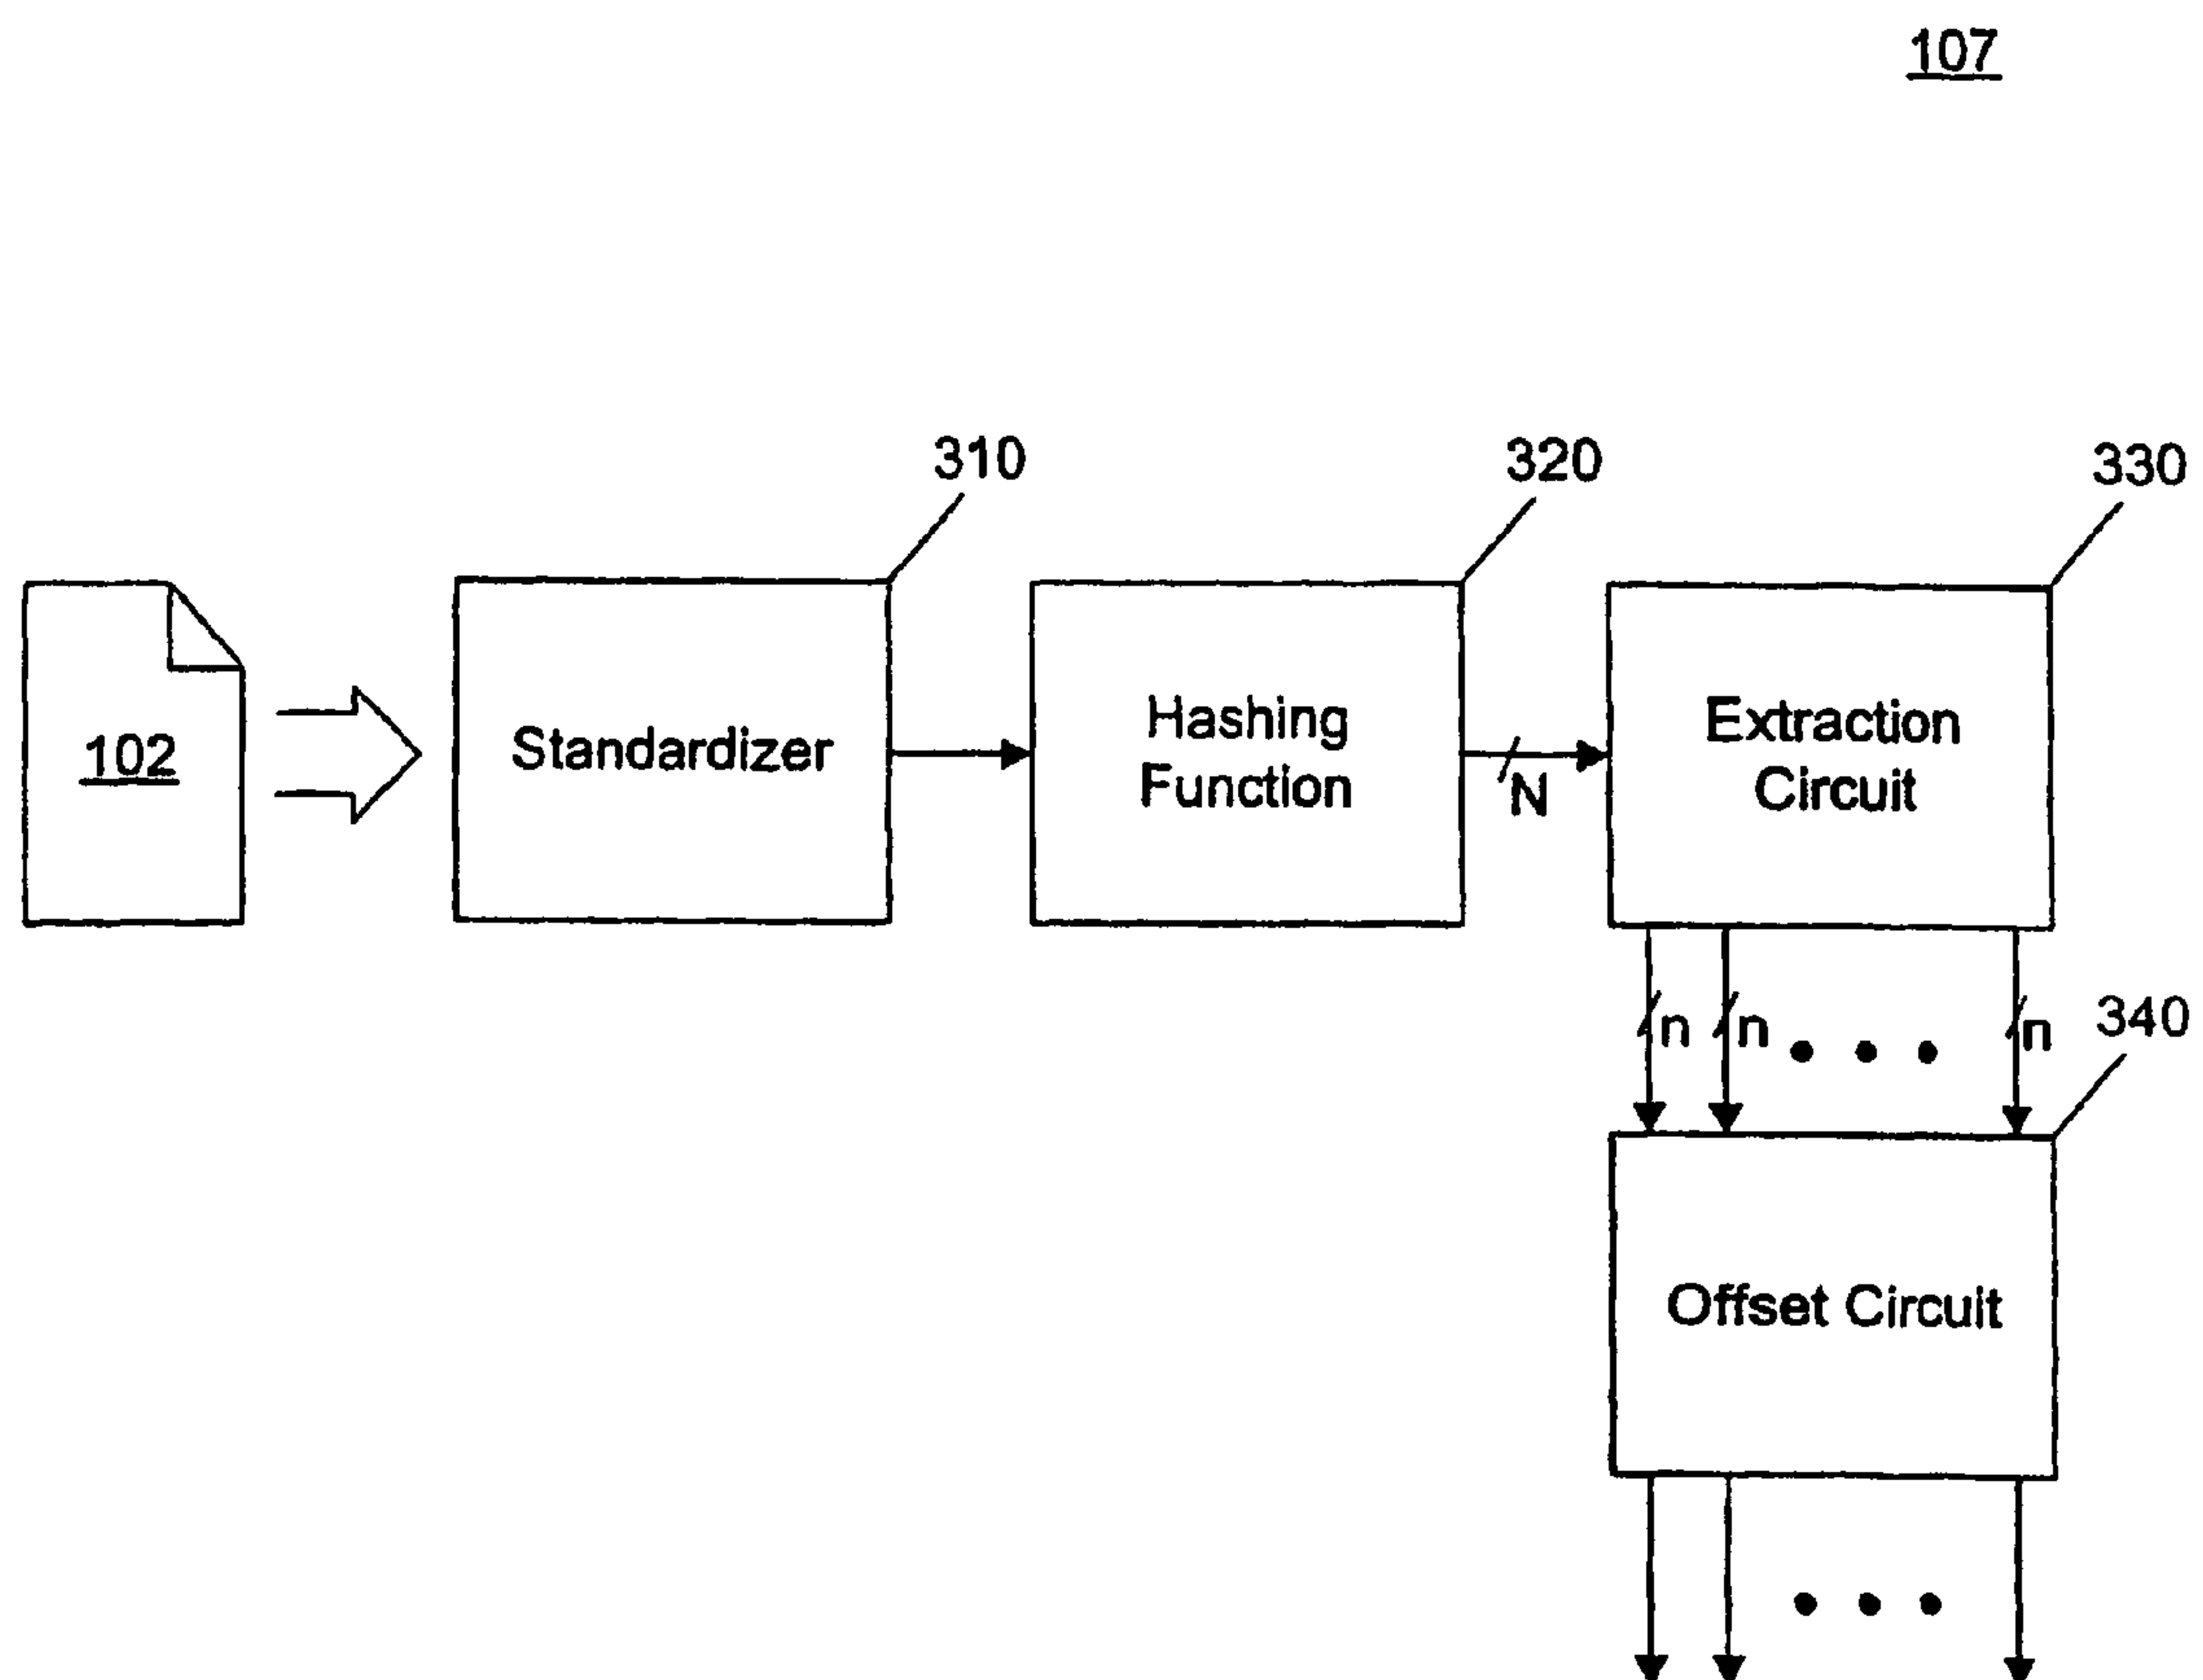 107
310
320
330
102
Standardizer
Hashing
Function
N
Extraction
Circuit
n
n
n
340
Offset Circuit